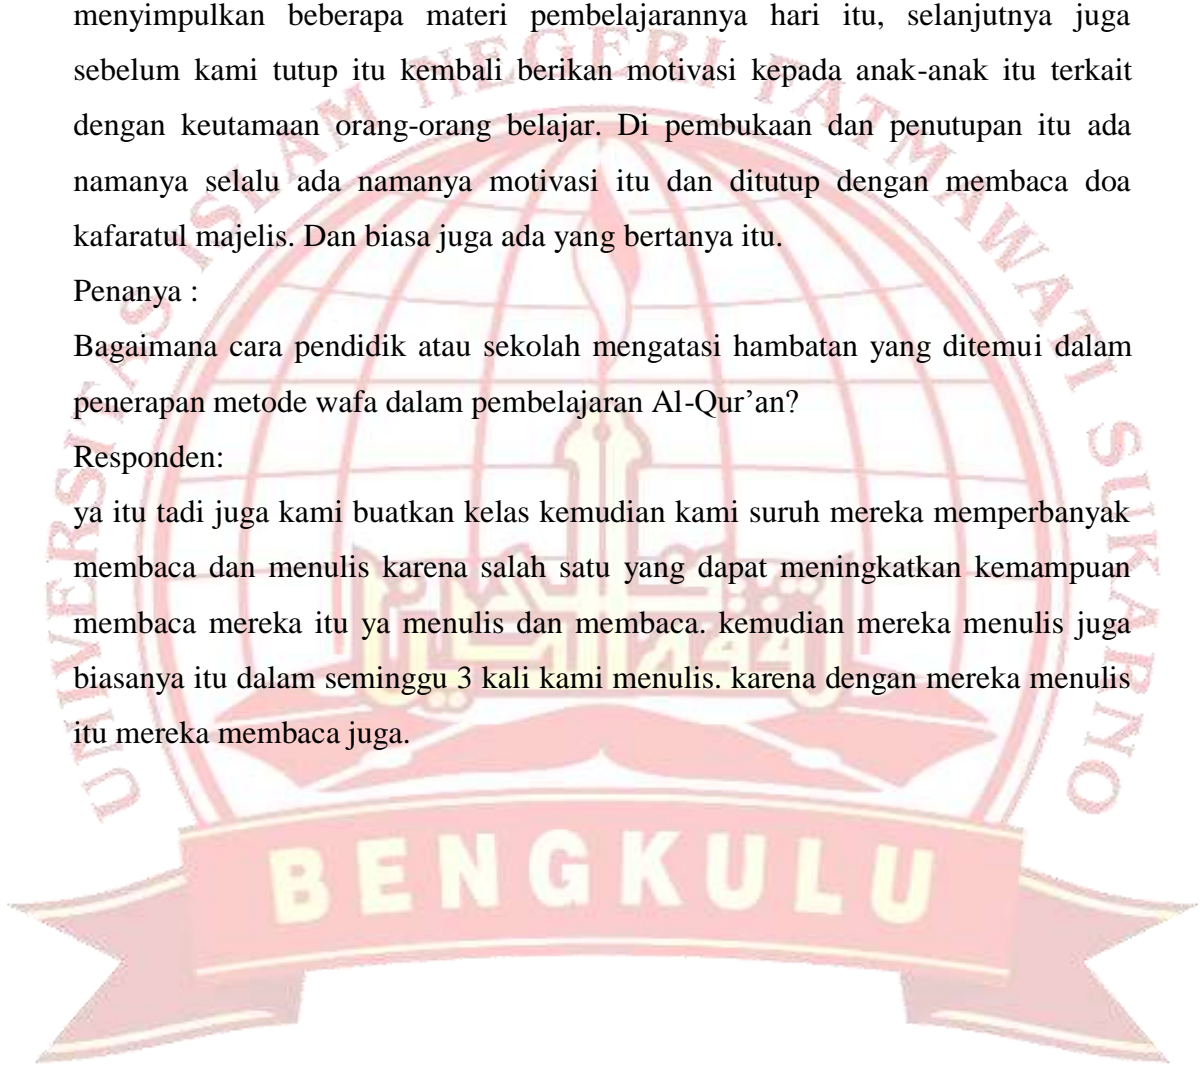 menyimpulkan beberapa materi pembelajarannya hari itu, selanjutnya juga
sebelum kami tutup itu kembali berikan motivasi kepada anak-anak itu terkait
dengan keutamaan orang-orang belajar. Di pembukaan dan penutupan itu ada
namanya selalu ada namanya motivasi itu dan ditutup dengan membaca doa
kafaratul majelis. Dan biasa juga ada yang bertanya itu.
Penanya :
Bagaimana cara pendidik atau sekolah mengatasi hambatan yang ditemui dalam
penerapan metode wafa dalam pembelajaran Al-Qur’an?
Responden:
ya itu tadi juga kami buatkan kelas kemudian kami suruh mereka memperbanyak
membaca dan menulis karena salah satu yang dapat meningkatkan kemampuan
membaca mereka itu ya menulis dan membaca. kemudian mereka menulis juga
biasanya itu dalam seminggu 3 kali kami menulis. karena dengan mereka menulis
itu mereka membaca juga.
UNIVERSITAS ISLAM NEGERI FATMAWATI SUKARNO
BENGKULU